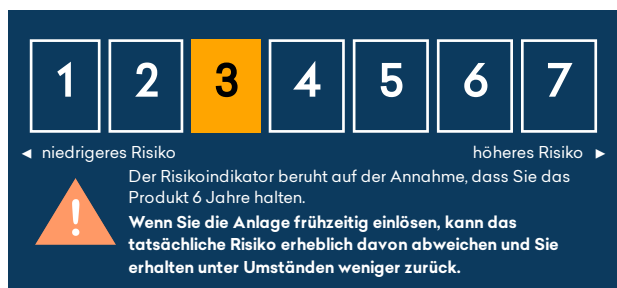 1 2 3 4 5 6 7
◄ niedrigeres Risiko höheres Risiko ►
Der Risikoindikator beruht auf der Annahme, dass Sie das
Produkt 6 Jahre halten.
Wenn Sie die Anlage frühzeitig einlösen, kann das
tatsächliche Risiko erheblich davon abweichen und Sie
erhalten unter Umständen weniger zurück.
!